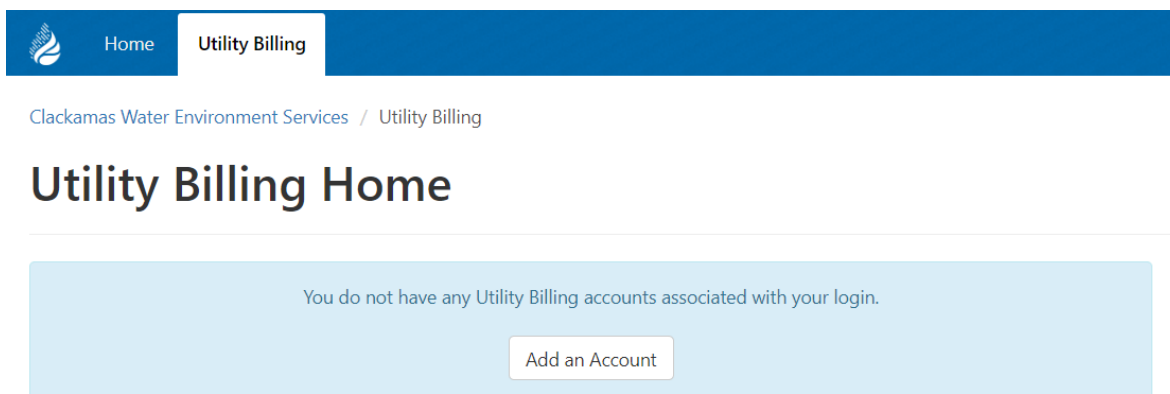 Home Utility Billing
Clackamas Water Environment Services / Utility Billing
Utility Billing Home
You do not have any Utility Billing accounts associated with your login.
Add an Account